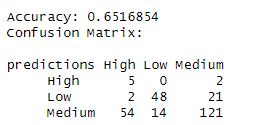 Accuracy: 0.6516854
Confusion Matrix:
predictions High Low Medium
High 5 0 2
Low 2 48 21
Medium 54 14 121